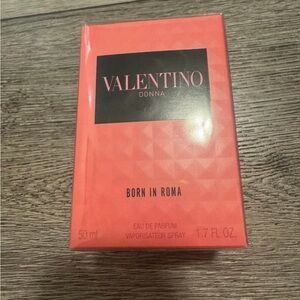 VALENTINO
DONNA
BORN IN ROMA
EAU DE PARFUM
50 ml VAPORISATEUR SPRAY 1.7 FL. OZ.